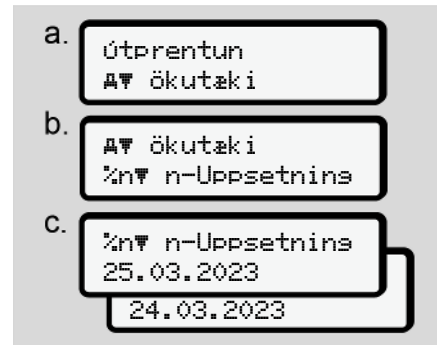 a.
útprentun
A▼ ökutæki
b.
A▼ ökutæki
%n▼ n-Uppsetning
c.
%n▼ n-Uppsetning
25.03.2023
24.03.2023